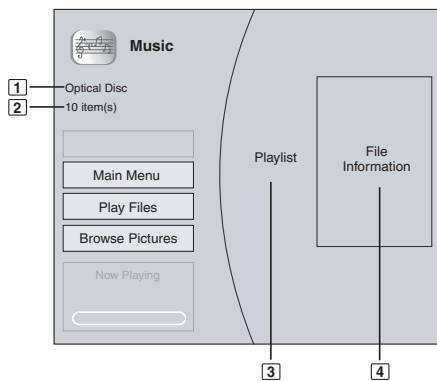 Music
1 Optical Disc
2 10 item(s)
Main Menu
Play Files
Browse Pictures
Now Playing
Playlist
File
Information
3
4